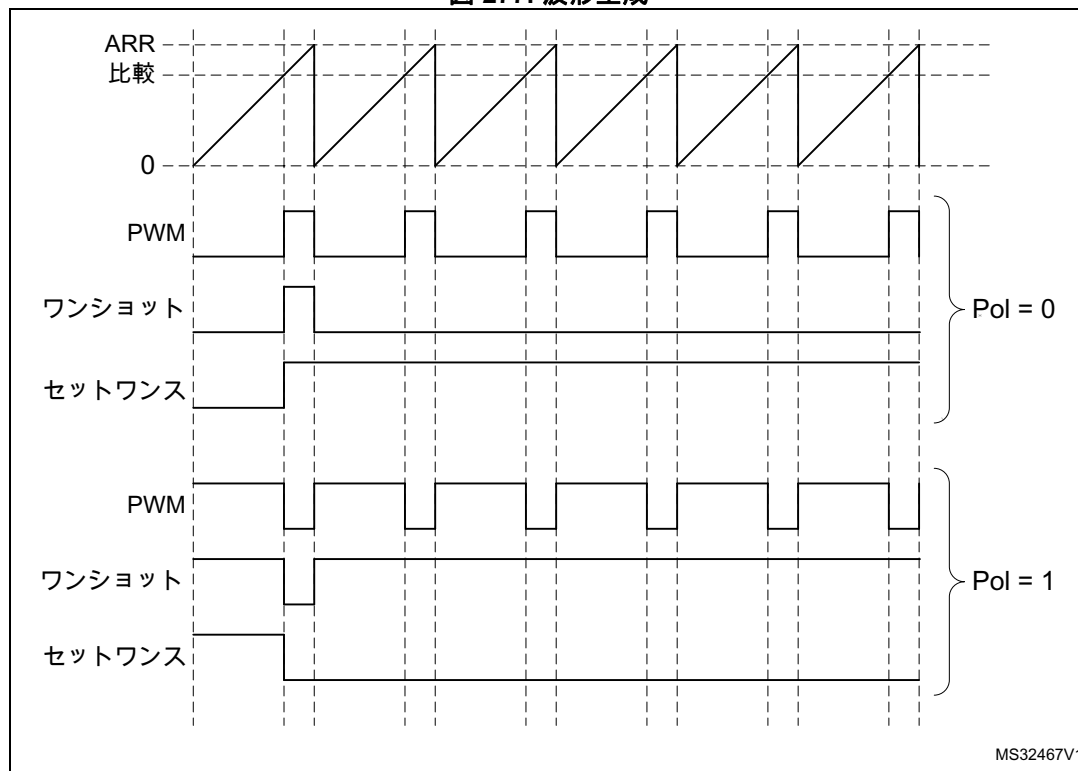 ARR
比較
0
PWM
ワンショット
セットワンス
Pol = 0
PWM
ワンショット
セットワンス
Pol = 1
MS32467V1